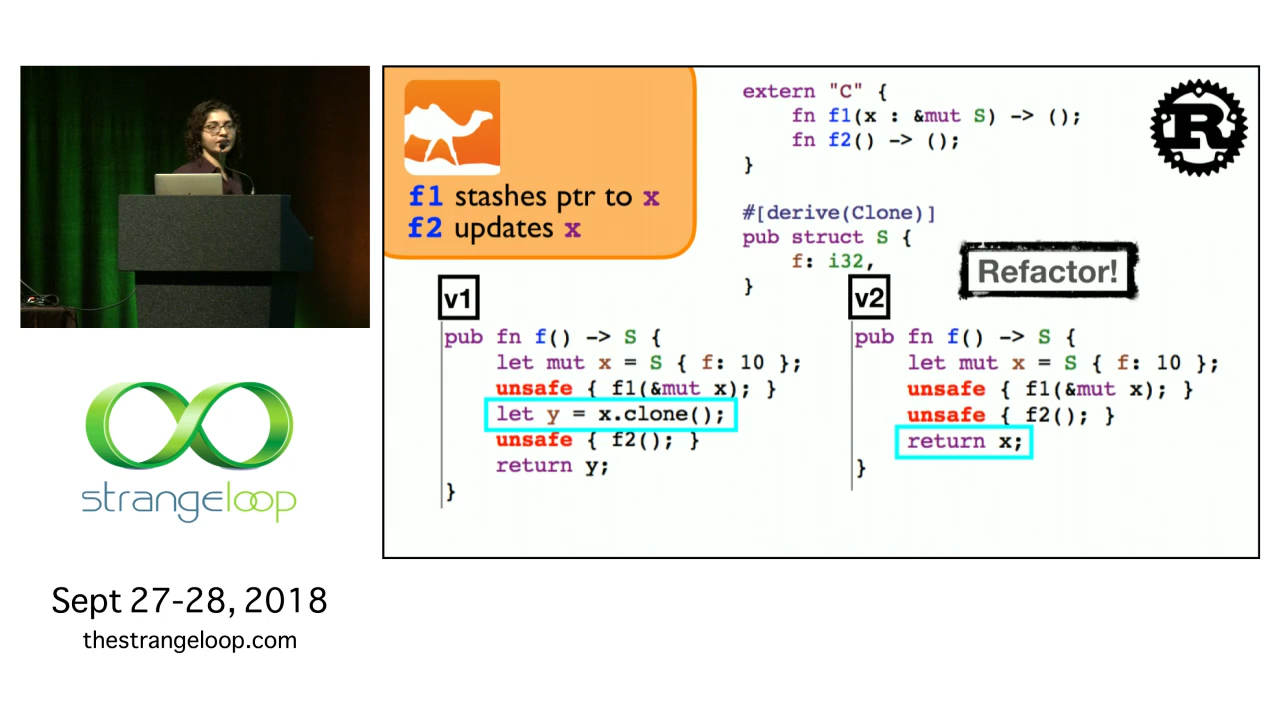 f1 stashes ptr to x
f2 updates x
extern "C" {
    fn f1(x : &mut S) -> ();
    fn f2() -> ();
}
#[derive(Clone)]
pub struct S {
    f: i32,
}
R
Refactor!
v1
pub fn f() -> S {
    let mut x = S { f: 10 };
    unsafe { f1(&mut x); }
    let y = x.clone();
    unsafe { f2(); }
    return y;
}
v2
pub fn f() -> S {
    let mut x = S { f: 10 };
    unsafe { f1(&mut x); }
    unsafe { f2(); }
    return x;
}
strangeloop
Sept 27-28, 2018
thestrangeloop.com